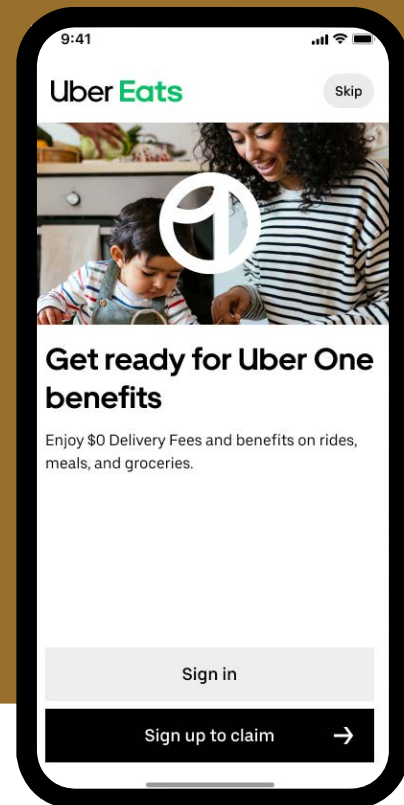 9:41
Uber Eats
Skip
Get ready for Uber One
benefits
Enjoy $0 Delivery Fees and benefits on rides,
meals, and groceries.
Sign in
Sign up to claim